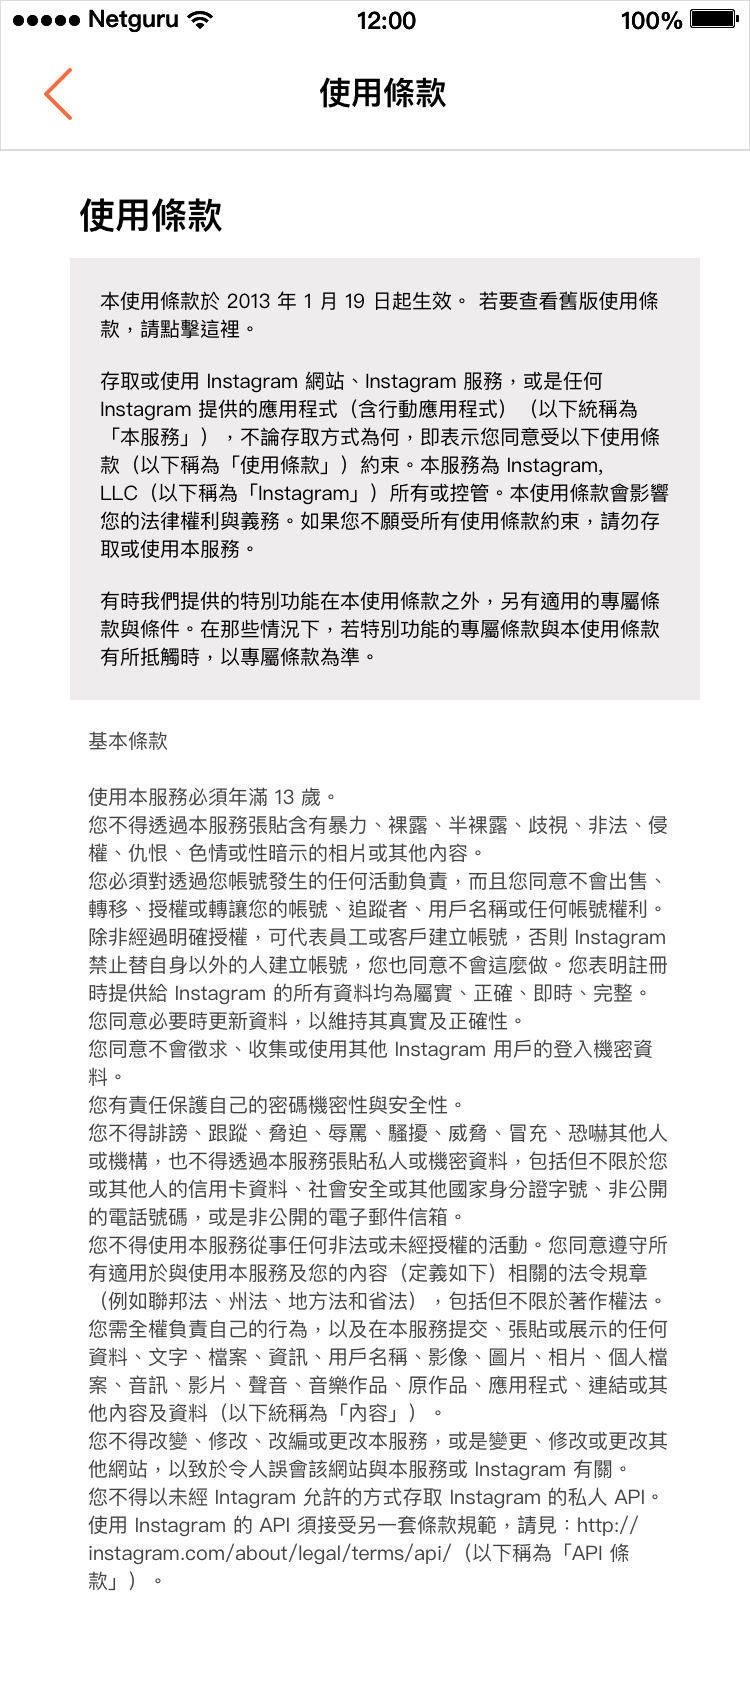 Netguru 12:00 100%
使用條款
使用條款
本使用條款於 2013 年 1 月 19 日起生效。 若要查看舊版使用條
款，請點擊這裡。
存取或使用 Instagram 網站、Instagram 服務，或是任何
Instagram 提供的應用程式（含行動應用程式）（以下統稱為
「本服務」），不論存取方式為何，即表示您同意受以下使用條
款（以下稱為「使用條款」）約束。本服務為 Instagram,
LLC（以下稱為「Instagram」）所有或控管。本使用條款會影響
您的法律權利與義務。如果您不願受所有使用條款約束，請勿存
取或使用本服務。
有時我們提供的特別功能在本使用條款之外，另有適用的專屬條
款與條件。在那些情況下，若特別功能的專屬條款與本使用條款
有所抵觸時，以專屬條款為準。
基本條款
使用本服務必須年滿 13 歲。
您不得透過本服務張貼含有暴力、裸露、半裸露、歧視、非法、侵
權、仇恨、色情或性暗示的相片或其他內容。
您必須對透過您帳號發生的任何活動負責，而且您同意不會出售、
轉移、授權或轉讓您的帳號、追蹤者、用戶名稱或任何帳號權利。
除非經過明確授權，可代表員工或客戶建立帳號，否則 Instagram
禁止替自身以外的人建立帳號，您也同意不會這麼做。您表明註冊
時提供給 Instagram 的所有資料均為屬實、正確、即時、完整。
您同意必要時更新資料，以維持其真實及正確性。
您同意不會徵求、收集或使用其他 Instagram 用戶的登入機密資
料。
您有責任保護自己的密碼機密性與安全性。
您不得誹謗、跟蹤、脅迫、辱罵、騷擾、威脅、冒充、恐嚇其他人
或機構，也不得透過本服務張貼私人或機密資料，包括但不限於您
或其他人的信用卡資料、社會安全或其他國家身分證字號、非公開
的電話號碼，或是非公開的電子郵件信箱。
您不得使用本服務從事任何非法或未經授權的活動。您同意遵守所
有適用於與使用本服務及您的內容（定義如下）相關的法令規章
（例如聯邦法、州法、地方法和省法），包括但不限於著作權法。
您需全權負責自己的行為，以及在本服務提交、張貼或展示的任何
資料、文字、檔案、資訊、用戶名稱、影像、圖片、相片、個人檔
案、音訊、影片、聲音、音樂作品、原作品、應用程式、連結或其
他內容及資料（以下統稱為「內容」）。
您不得改變、修改、改編或更改本服務，或是變更、修改或更改其
他網站，以致於令人誤會該網站與本服務或 Instagram 有關。
您不得以未經 Intagram 允許的方式存取 Instagram 的私人 API。
使用 Instagram 的 API 須接受另一套條款規範，請見：http://
instagram.com/about/legal/terms/api/（以下稱為「API 條
款」）。